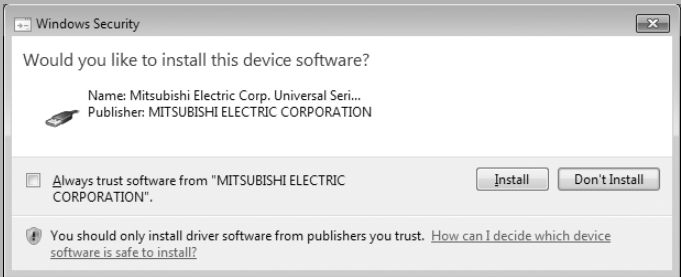 Windows Security
Would you like to install this device software?
Name: Mitsubishi Electric Corp. Universal Seri...
Publisher: MITSUBISHI ELECTRIC CORPORATION
Always trust software from "MITSUBISHI ELECTRIC
CORPORATION".
Install
Don't Install
You should only install driver software from publishers you trust. How can I decide which device
software is safe to install?